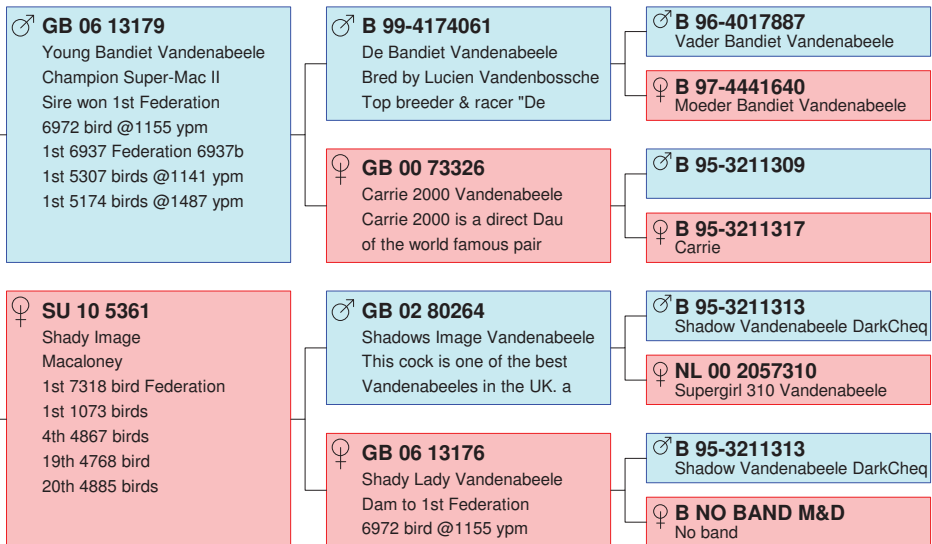 GB 06 13179
Young Bandiet Vandenabeele
Champion Super-Mac II
Sire won 1st Federation
6972 bird @1155 ypm
1st 6937 Federation 6937b
1st 5307 birds @1141 ypm
1st 5174 birds @1487 ypm
SU 10 5361
Shady Image
Macaloney
1st 7318 bird Federation
1st 1073 birds
4th 4867 birds
19th 4768 bird
20th 4885 birds
B 99-4174061
De Bandiet Vandenabeele
Bred by Lucien Vandenbossche
Top breeder & racer "De
GB 00 73326
Carrie 2000 Vandenabeele
Carrie 2000 is a direct Dau
of the world famous pair
GB 02 80264
Shadows Image Vandenabeele
This cock is one of the best
Vandenabeeles in the UK. a
GB 06 13176
Shady Lady Vandenabeele
Dam to 1st Federation
6972 bird @1155 ypm
B 96-4017887
Vader Bandiet Vandenabeele
B 97-4441640
Moeder Bandiet Vandenabeele
B 95-3211309
B 95-3211317
Carrie
B 95-3211313
Shadow Vandenabeele DarkCheq
NL 00 2057310
Supergirl 310 Vandenabeele
B 95-3211313
Shadow Vandenabeele DarkCheq
B NO BAND M&D
No band